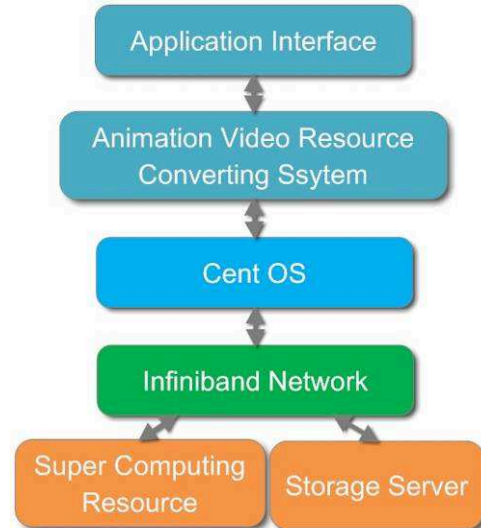 Application Interface
Animation Video Resource
Converting Ssytem
Cent OS
Infiniband Network
Super Computing
Resource
Storage Server